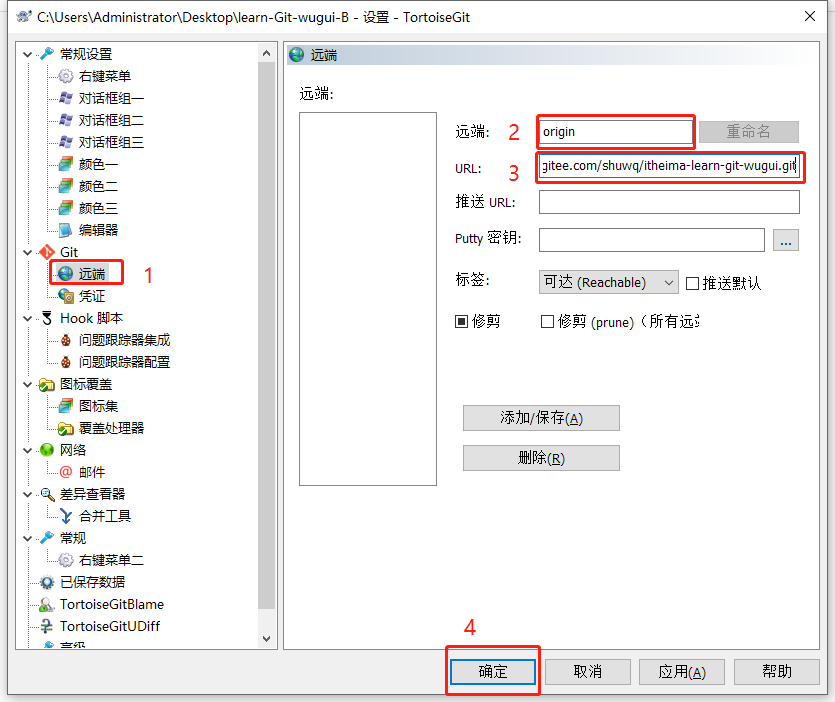 C:\Users\Administrator\Desktop\learn-Git-wugui-B - 设置 - TortoiseGit
常规设置
右键菜单
对话框组一
对话框组二
对话框组三
颜色一
颜色二
颜色三
编辑器
Git
远端
1
凭证
Hook 脚本
问题跟踪器集成
问题跟踪器配置
图标覆盖
图标集
覆盖处理器
网络
邮件
差异查看器
合并工具
常规
右键菜单二
已保存数据
TortoiseGitBlame
TortoiseGitUDiff
高级
远端
远端:
远端: 2 origin 重命名
URL: 3 gitee.com/shuwq/itheima-learn-git-wugui.git
推送 URL:
Putty 密钥: ...
标签: 可达 (Reachable) 推送默认
修剪 修剪 (prune)（所有远
添加/保存(A)
删除(R)
4
确定 取消 应用(A) 帮助